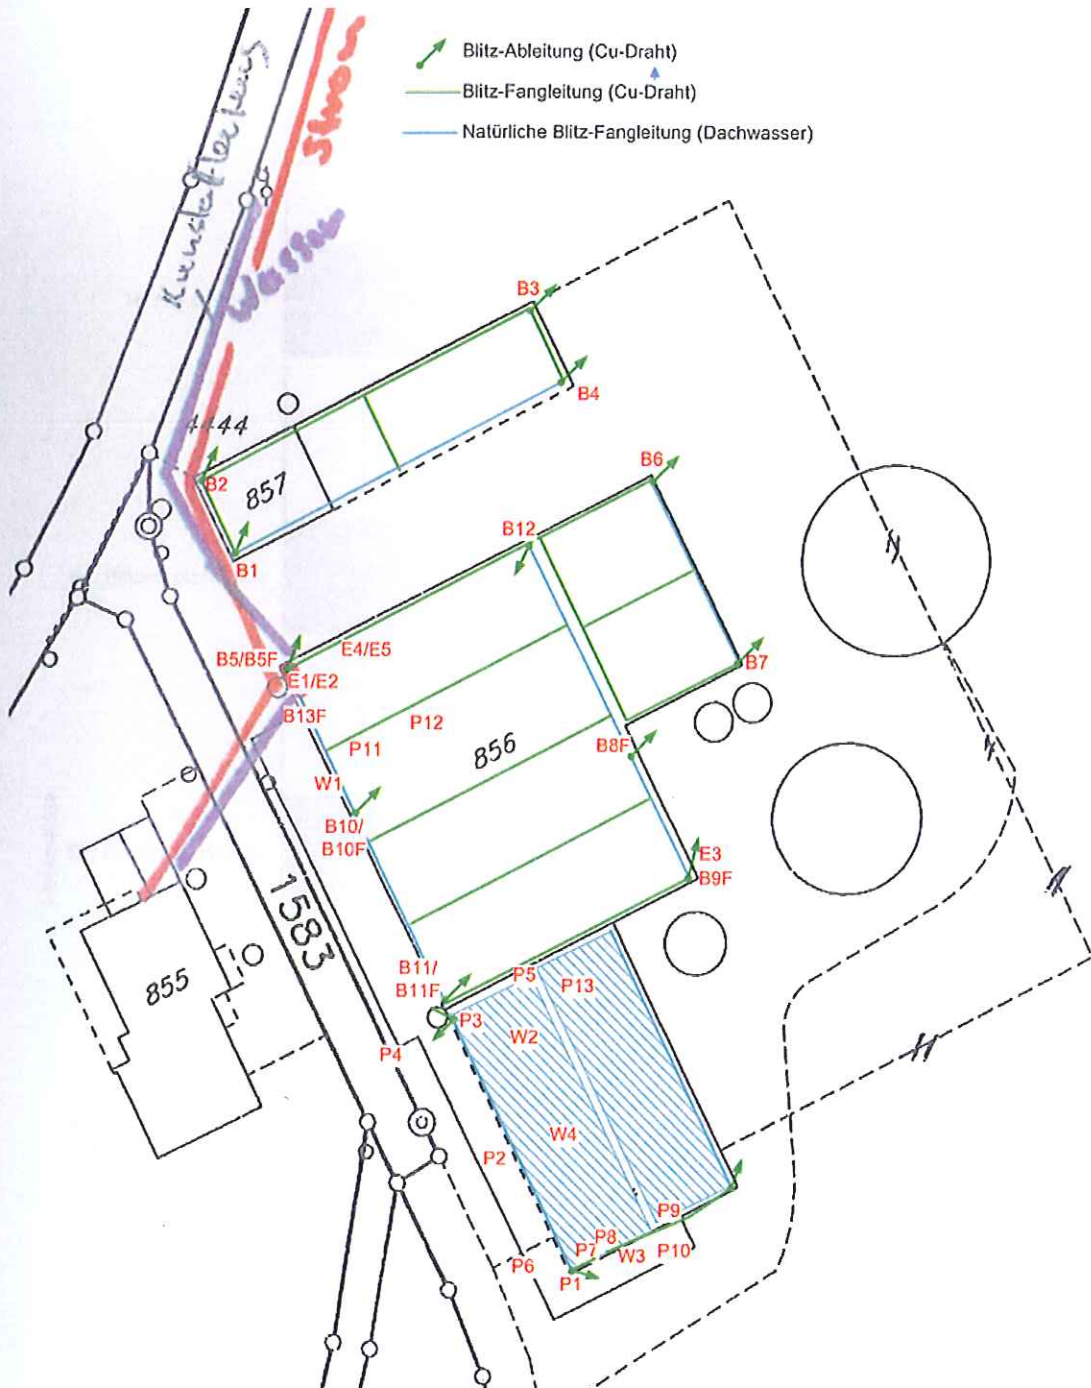 Blitz-Ableitung (Cu-Draht)
Blitz-Fangleitung (Cu-Draht)
Natürliche Blitz-Fangleitung (Dachwasser)
Strom
Wasser
4444
B3
B4
B2
857
B1
B6
B12
B5/B5F
E4/E5
E1/E2
B13F
B7
P12
P11
856
B8F
W1
B10/
B10F
E3
B9F
1583
855
B11/
B11F
P5
P13
P3
W2
P4
W4
P2
P9
P8
P7
W3
P10
P6
P1